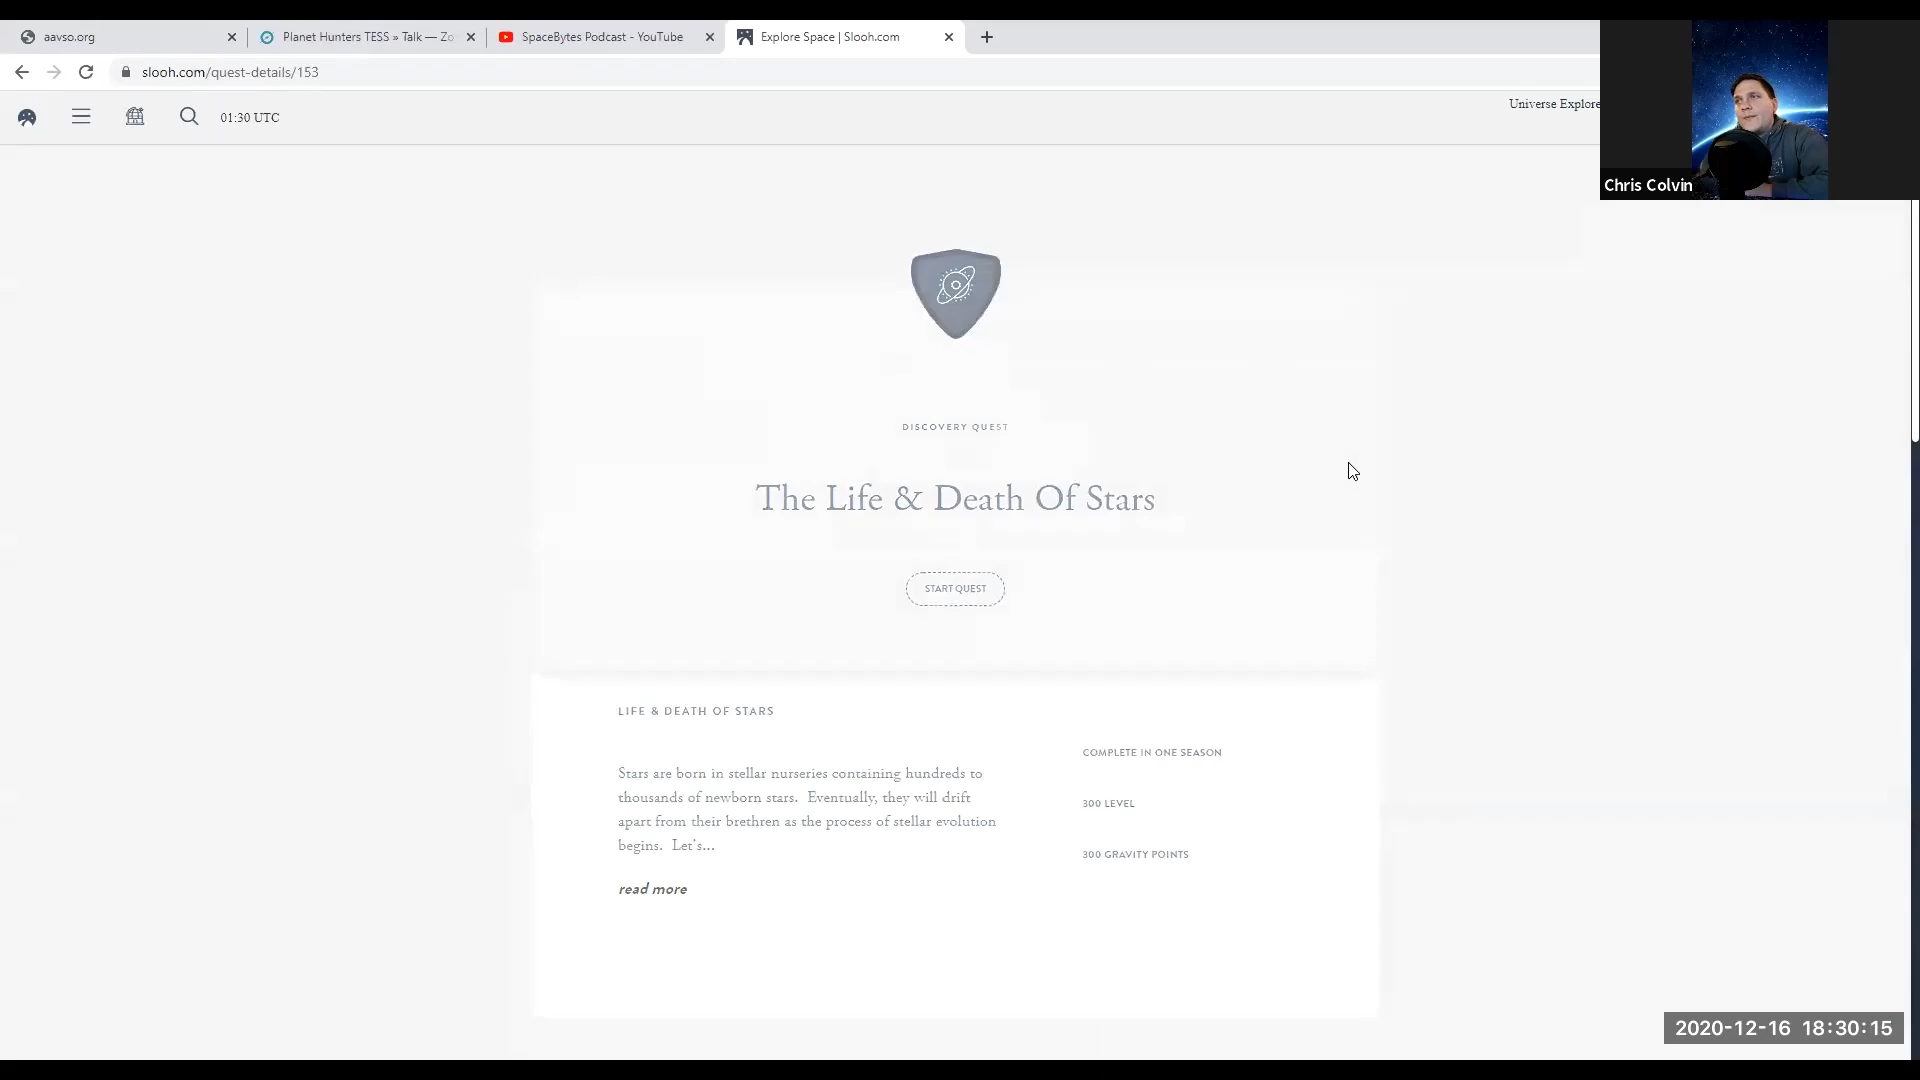 aavso.org
Planet Hunters TESS » Talk — Zo
SpaceBytes Podcast - YouTube
Explore Space | Slooh.com
slooh.com/quest-details/153
01:30 UTC
Universe Explore
Chris Colvin
DISCOVERY QUEST
The Life & Death Of Stars
START QUEST
LIFE & DEATH OF STARS
Stars are born in stellar nurseries containing hundreds to
thousands of newborn stars. Eventually, they will drift
apart from their brethren as the process of stellar evolution
begins. Let's...
read more
COMPLETE IN ONE SEASON
300 LEVEL
300 GRAVITY POINTS
2020-12-16 18:30:15